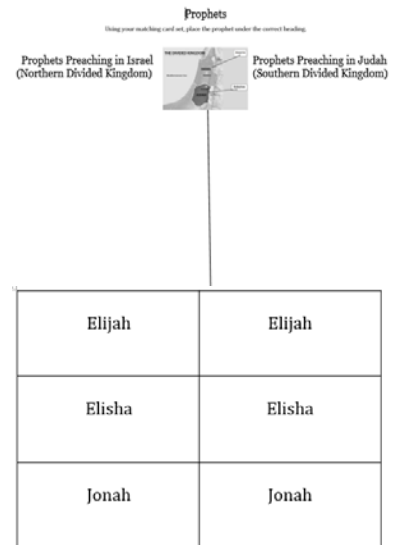 Prophets
Using your matching card set, place the prophet under the correct heading.
Prophets Preaching in Israel
(Northern Divided Kingdom)
THE DIVIDED KINGDOM
Prophets Preaching in Judah
(Southern Divided Kingdom)
Elijah
Elijah
Elisha
Elisha
Jonah
Jonah